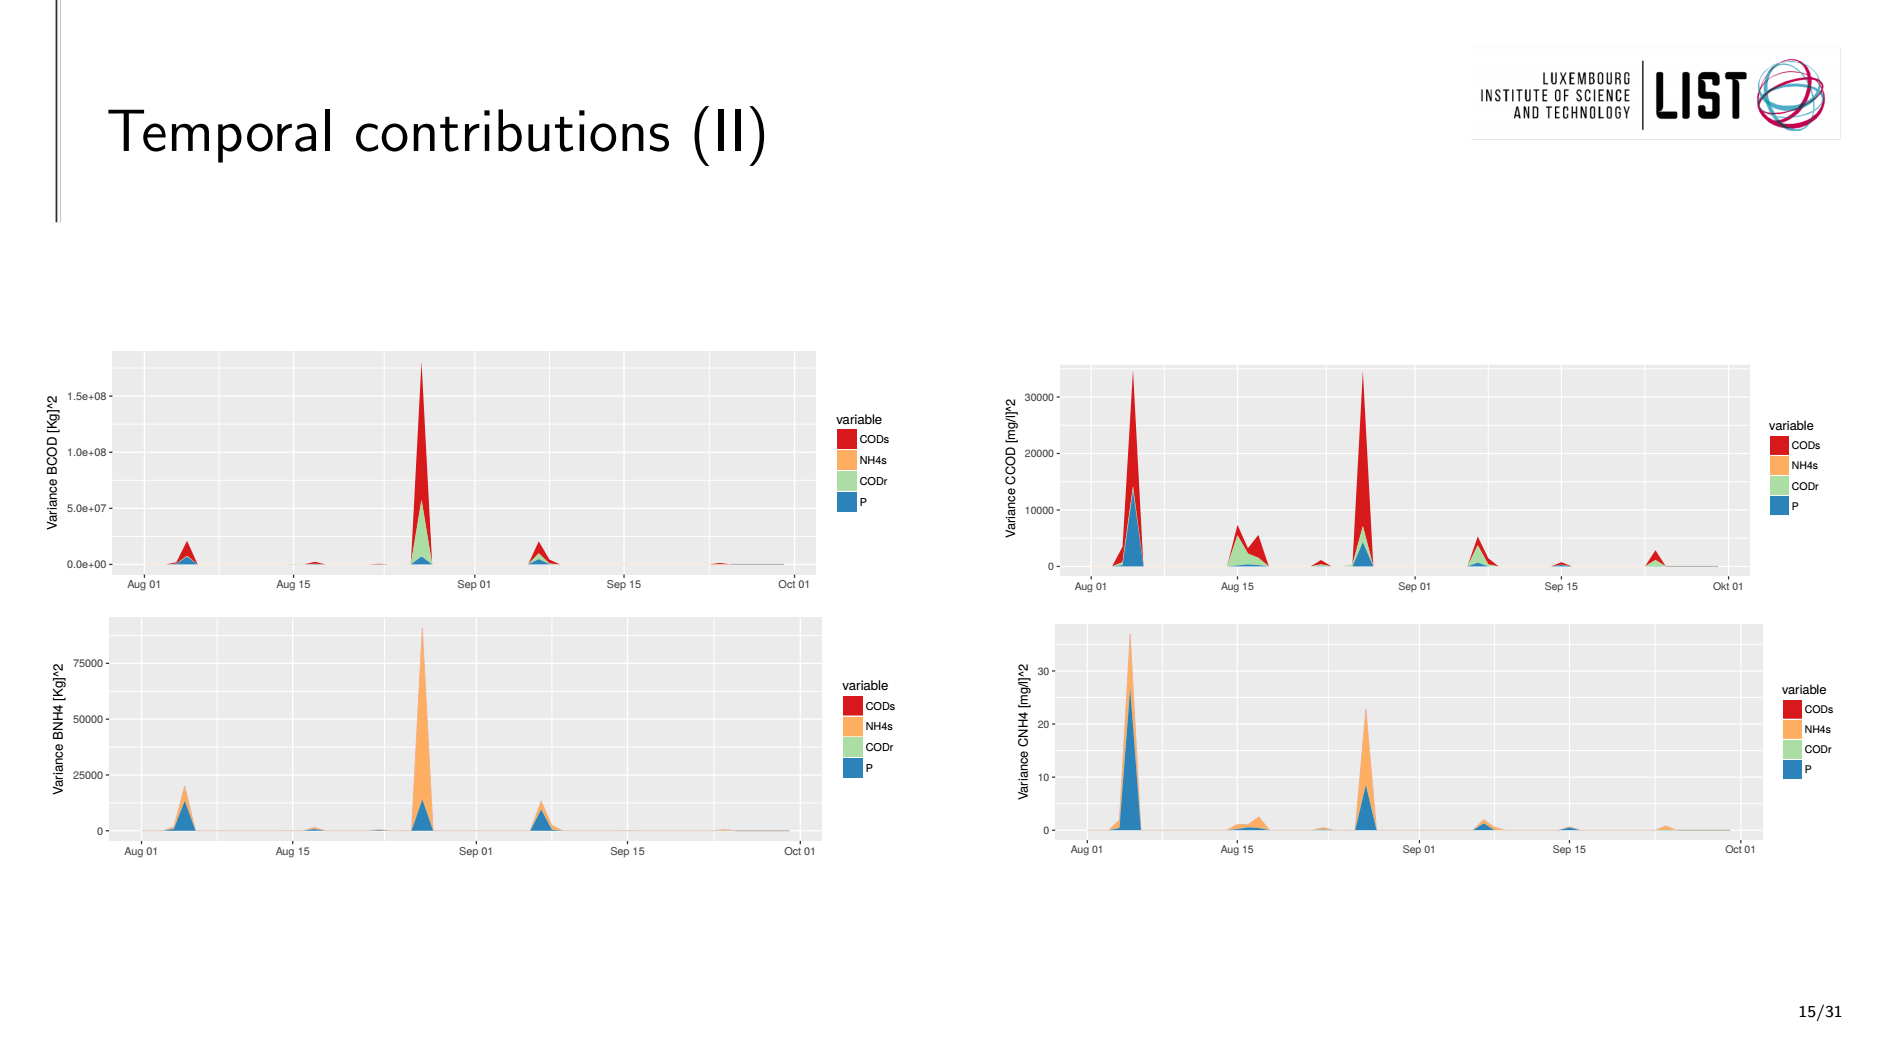 LUXEMBOURG
INSTITUTE OF SCIENCE
AND TECHNOLOGY
LIST
Temporal contributions (II)
Variance BCOD [Kg]^2
1.5e+08
1.0e+08
5.0e+07
0.0e+00
Aug 01 Aug 15 Sep 01 Sep 15 Oct 01
variable
CODs
NH4s
CODr
P
Variance CCOD [mg/l]^2
30000
20000
10000
0
Aug 01 Aug 15 Sep 01 Sep 15 Okt 01
variable
CODs
NH4s
CODr
P
Variance BNH4 [Kg]^2
75000
50000
25000
0
Aug 01 Aug 15 Sep 01 Sep 15 Oct 01
variable
CODs
NH4s
CODr
P
Variance CNH4 [mg/l]^2
30
20
10
0
Aug 01 Aug 15 Sep 01 Sep 15 Oct 01
variable
CODs
NH4s
CODr
P
15/31